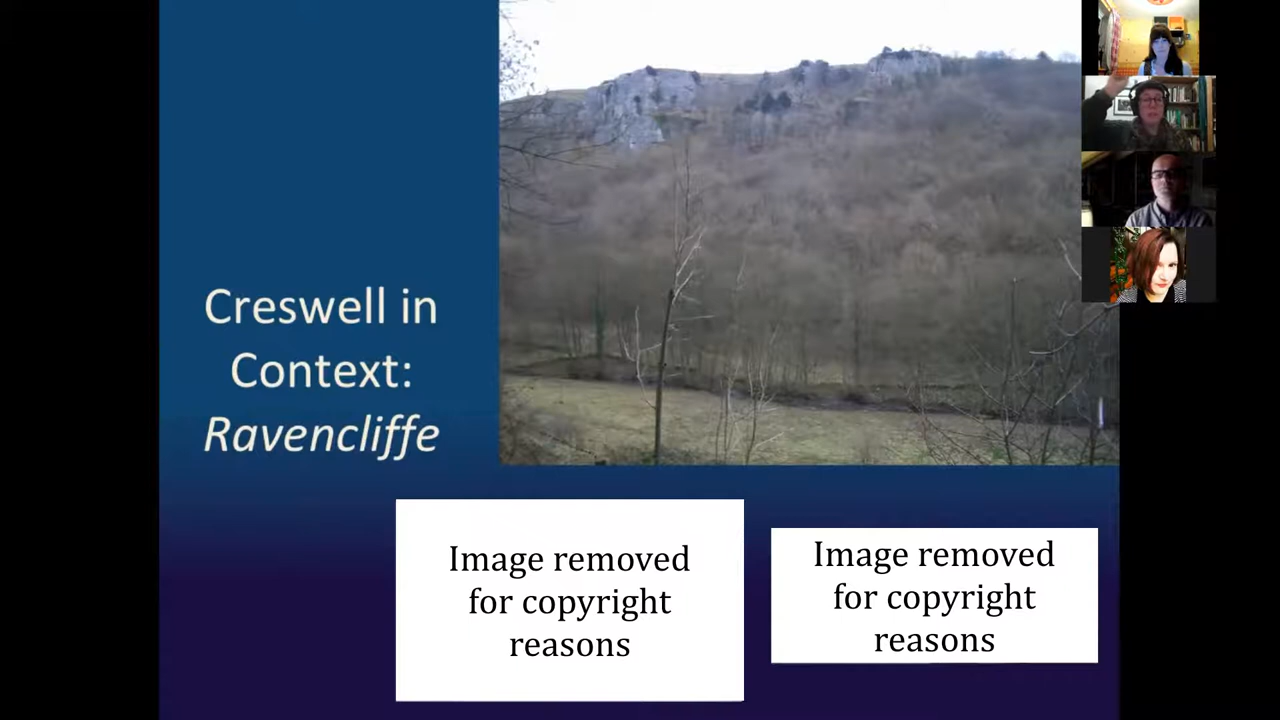 Creswell in
Context:
Ravencliffe
Image removed
for copyright
reasons
Image removed
for copyright
reasons